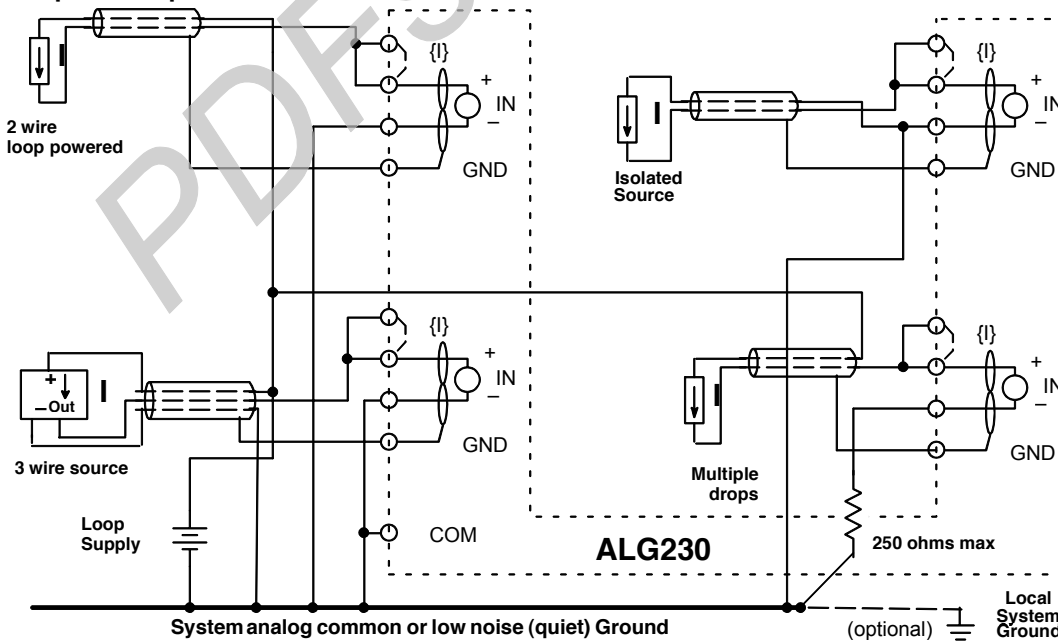 I
{I}
+
IN
–
GND
2 wire
loop powered
I
Isolated
Source
{I}
+
IN
–
GND
+
–Out
I
3 wire source
{I}
+
IN
–
GND
I
Multiple
drops
{I}
+
IN
–
GND
Loop
Supply
COM
ALG230
250 ohms max
System analog common or low noise (quiet) Ground
(optional)
Local
System
Ground